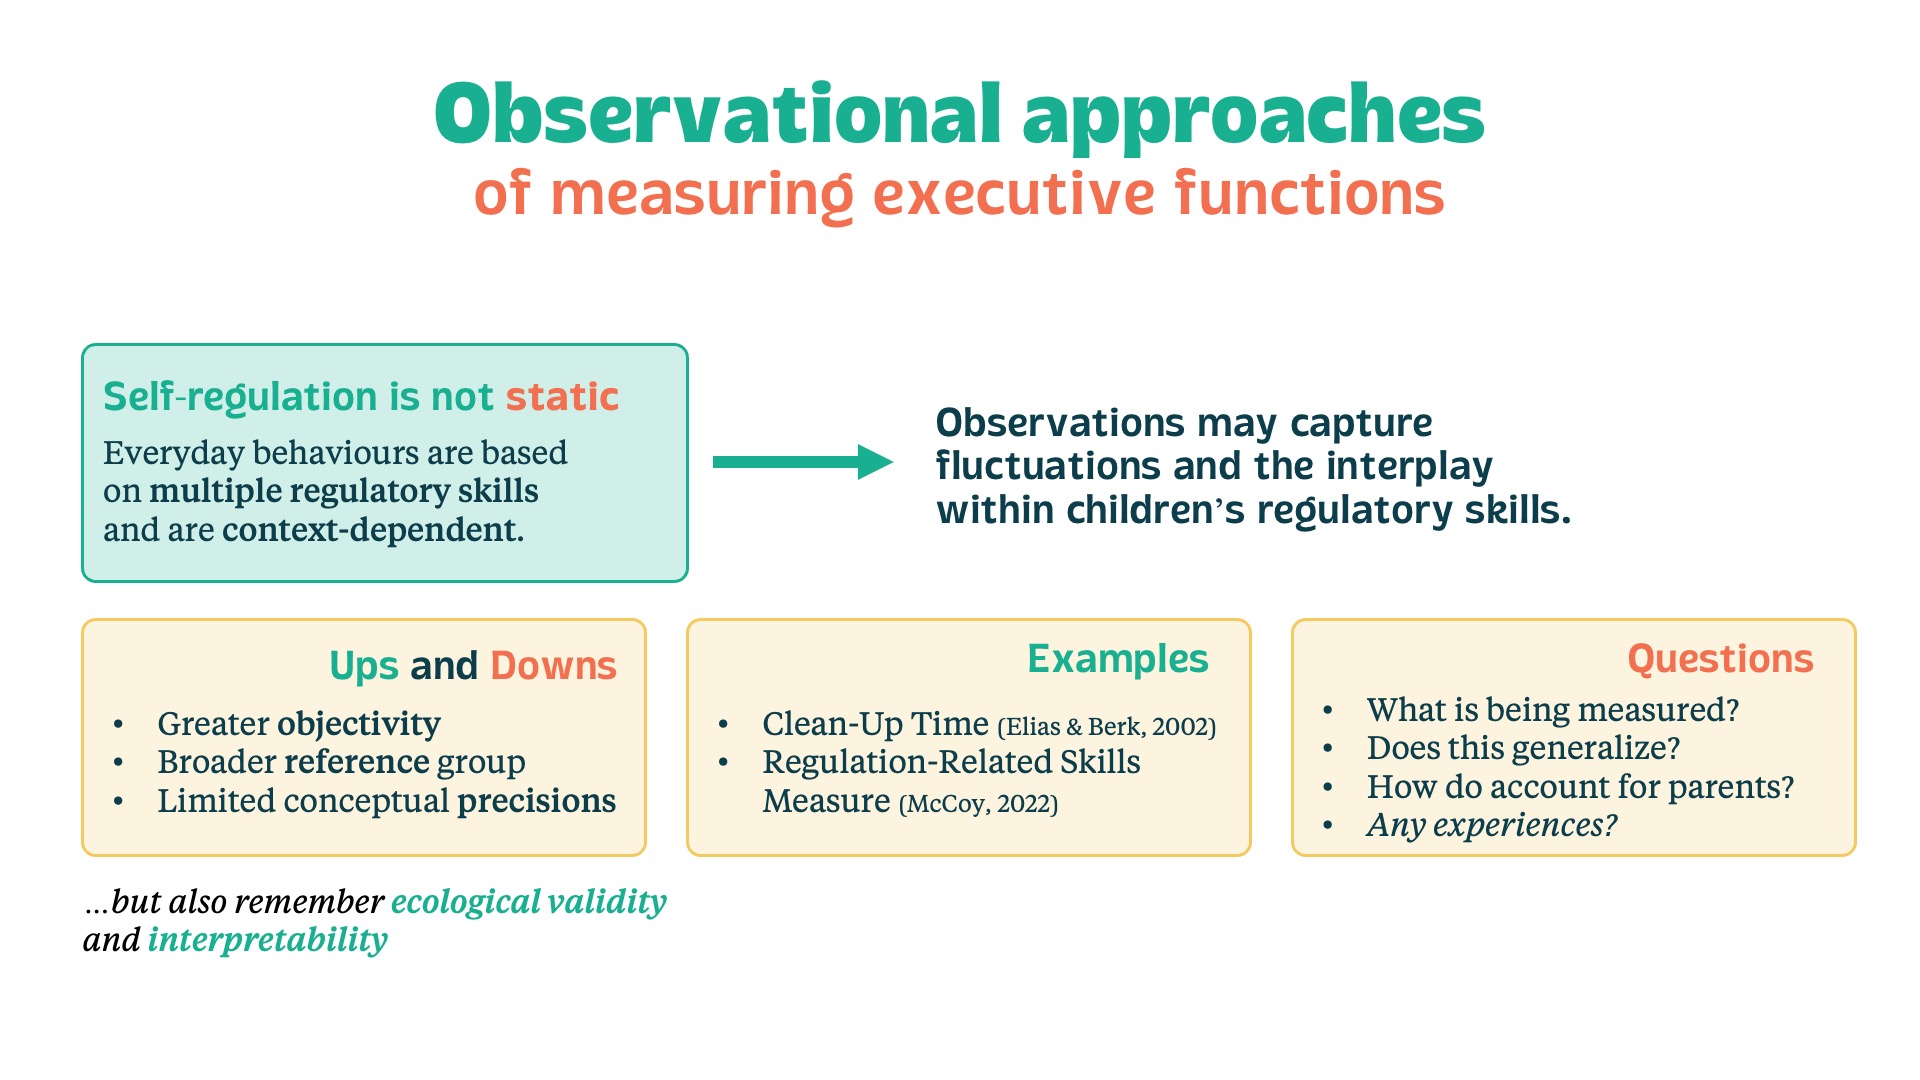 Observational approaches
of measuring executive functions
Self-regulation is not static
Everyday behaviours are based
on multiple regulatory skills
and are context-dependent.
Observations may capture
fluctuations and the interplay
within children's regulatory skills.
Ups and Downs
• Greater objectivity
• Broader reference group
• Limited conceptual precisions
Examples
• Clean-Up Time (Elias & Berk, 2002)
• Regulation-Related Skills
Measure (McCoy, 2022)
Questions
• What is being measured?
• Does this generalize?
• How do account for parents?
• Any experiences?
...but also remember ecological validity
and interpretability